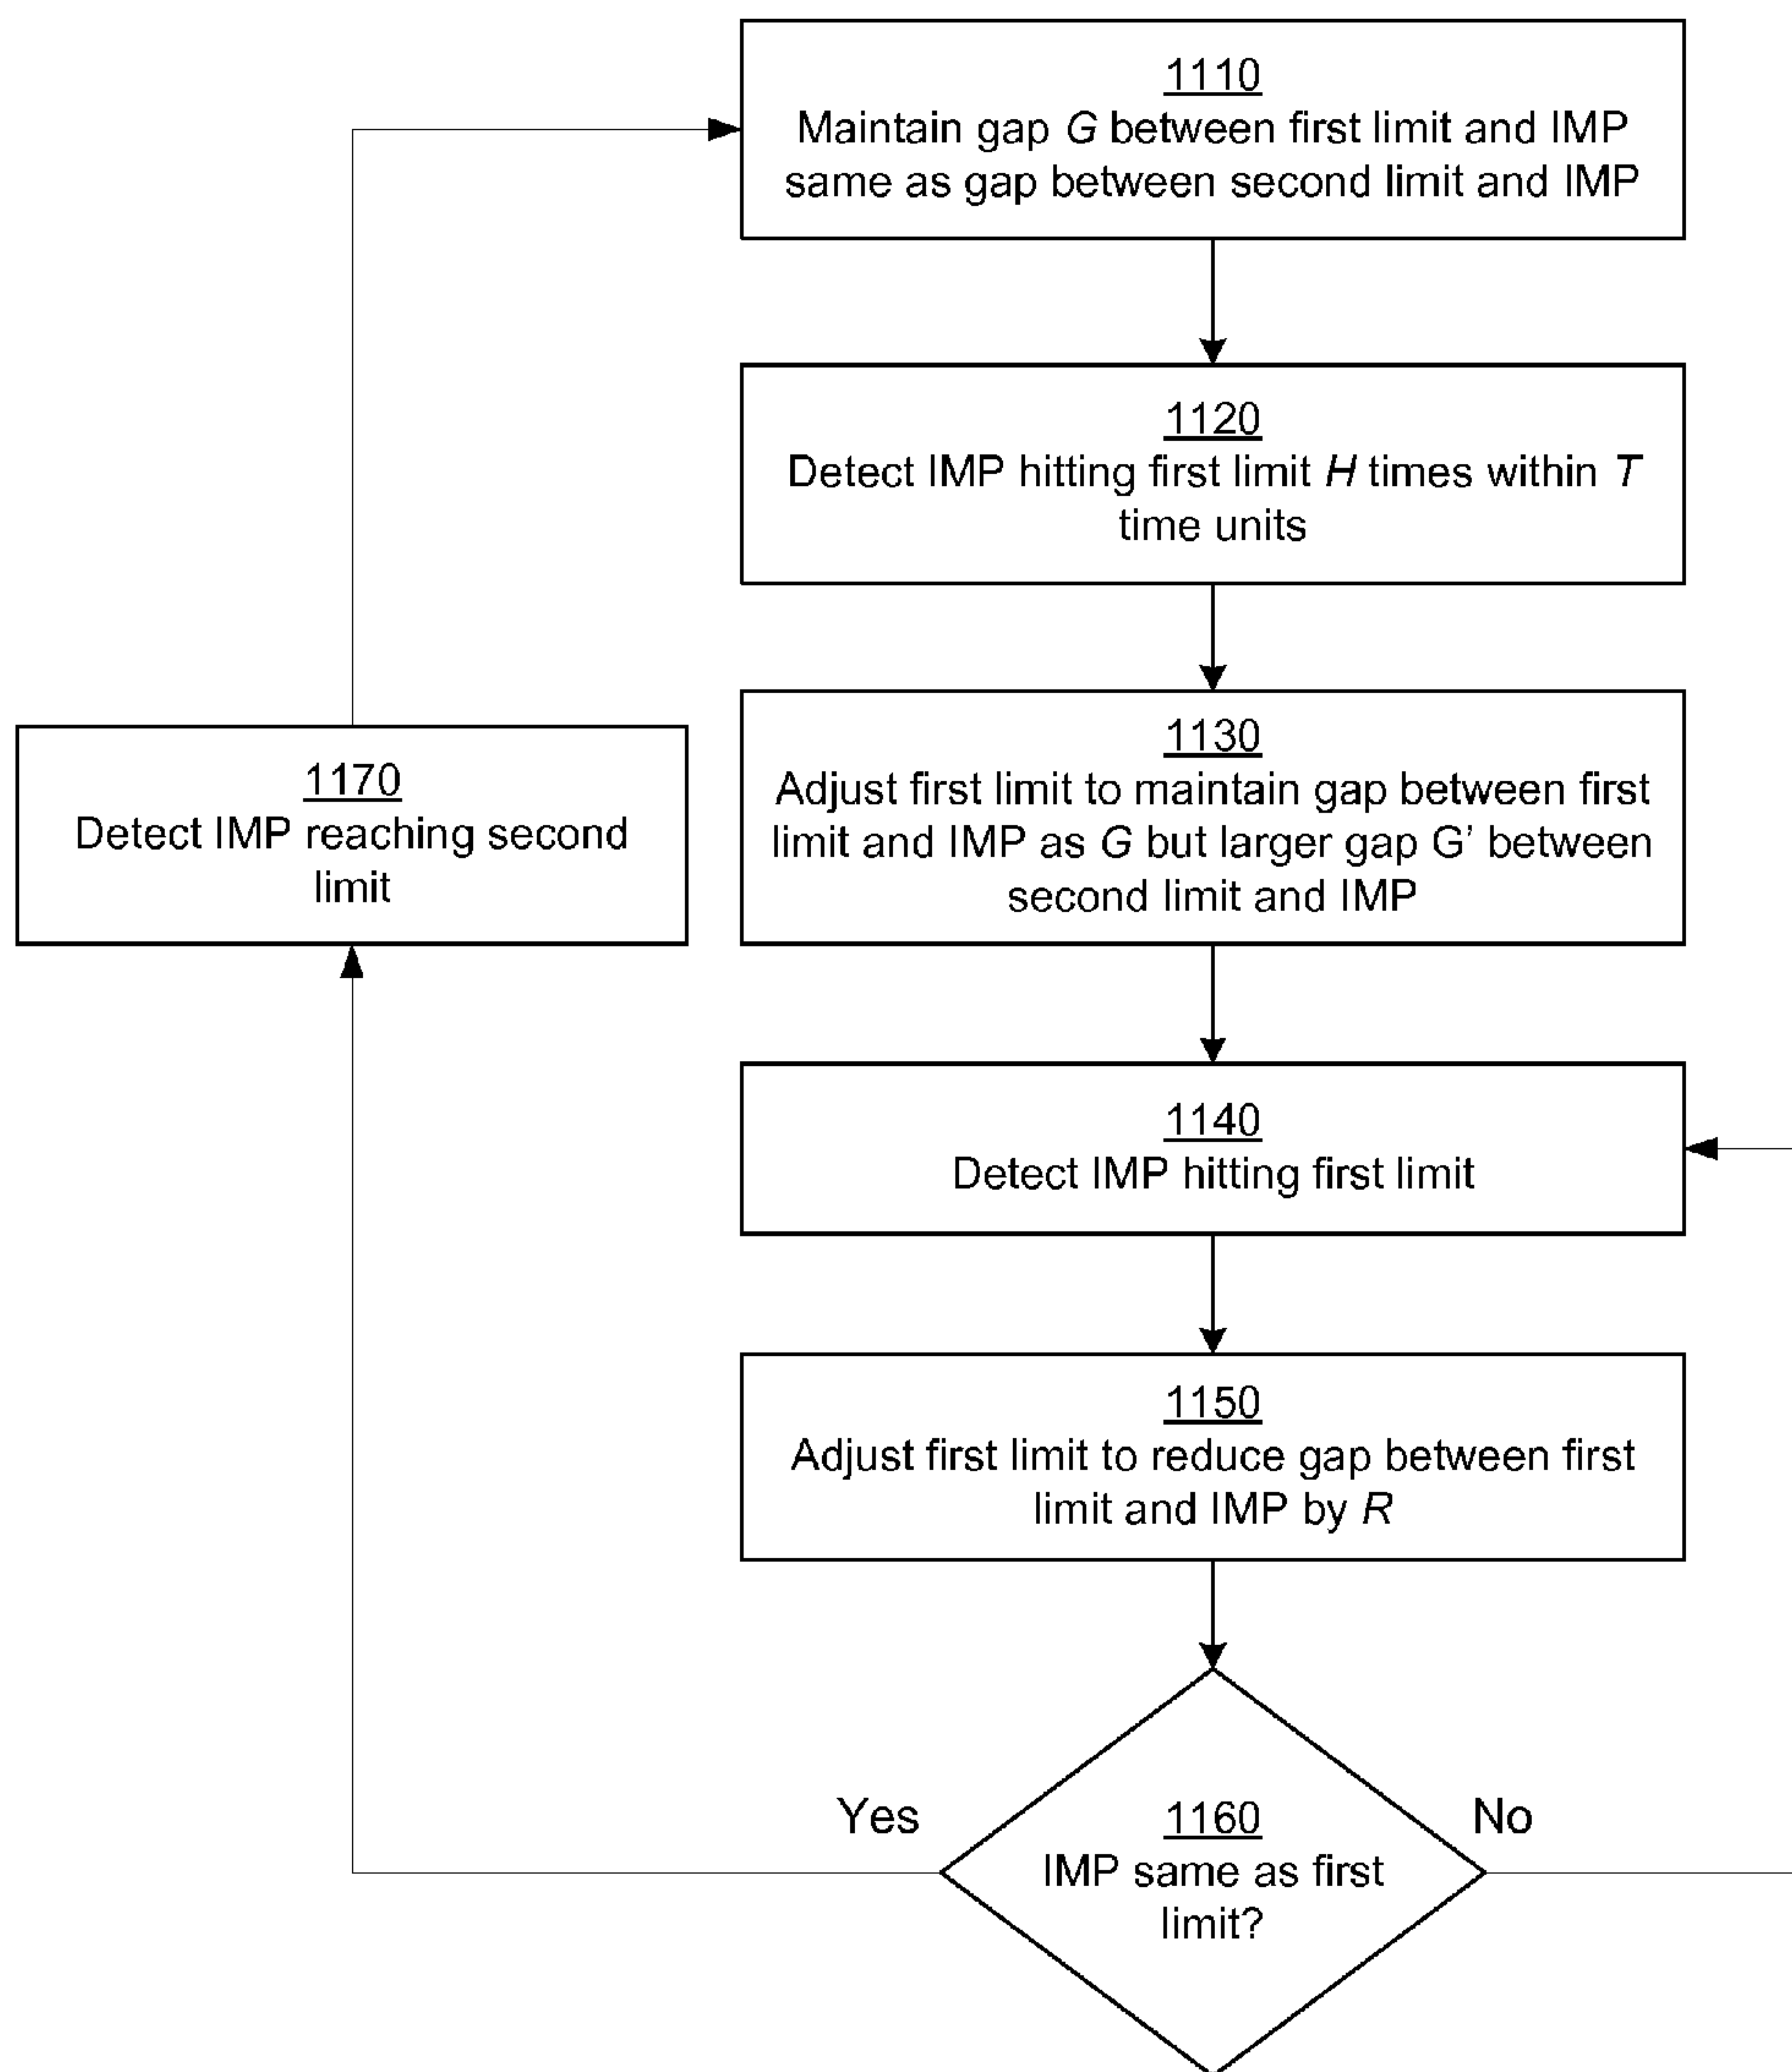 1110
Maintain gap G between first limit and IMP
same as gap between second limit and IMP
1120
Detect IMP hitting first limit H times within T
time units
1130
Adjust first limit to maintain gap between first
limit and IMP as G but larger gap G’ between
second limit and IMP
1170
Detect IMP reaching second
limit
1140
Detect IMP hitting first limit
1150
Adjust first limit to reduce gap between first
limit and IMP by R
Yes
1160
IMP same as first
limit?
No